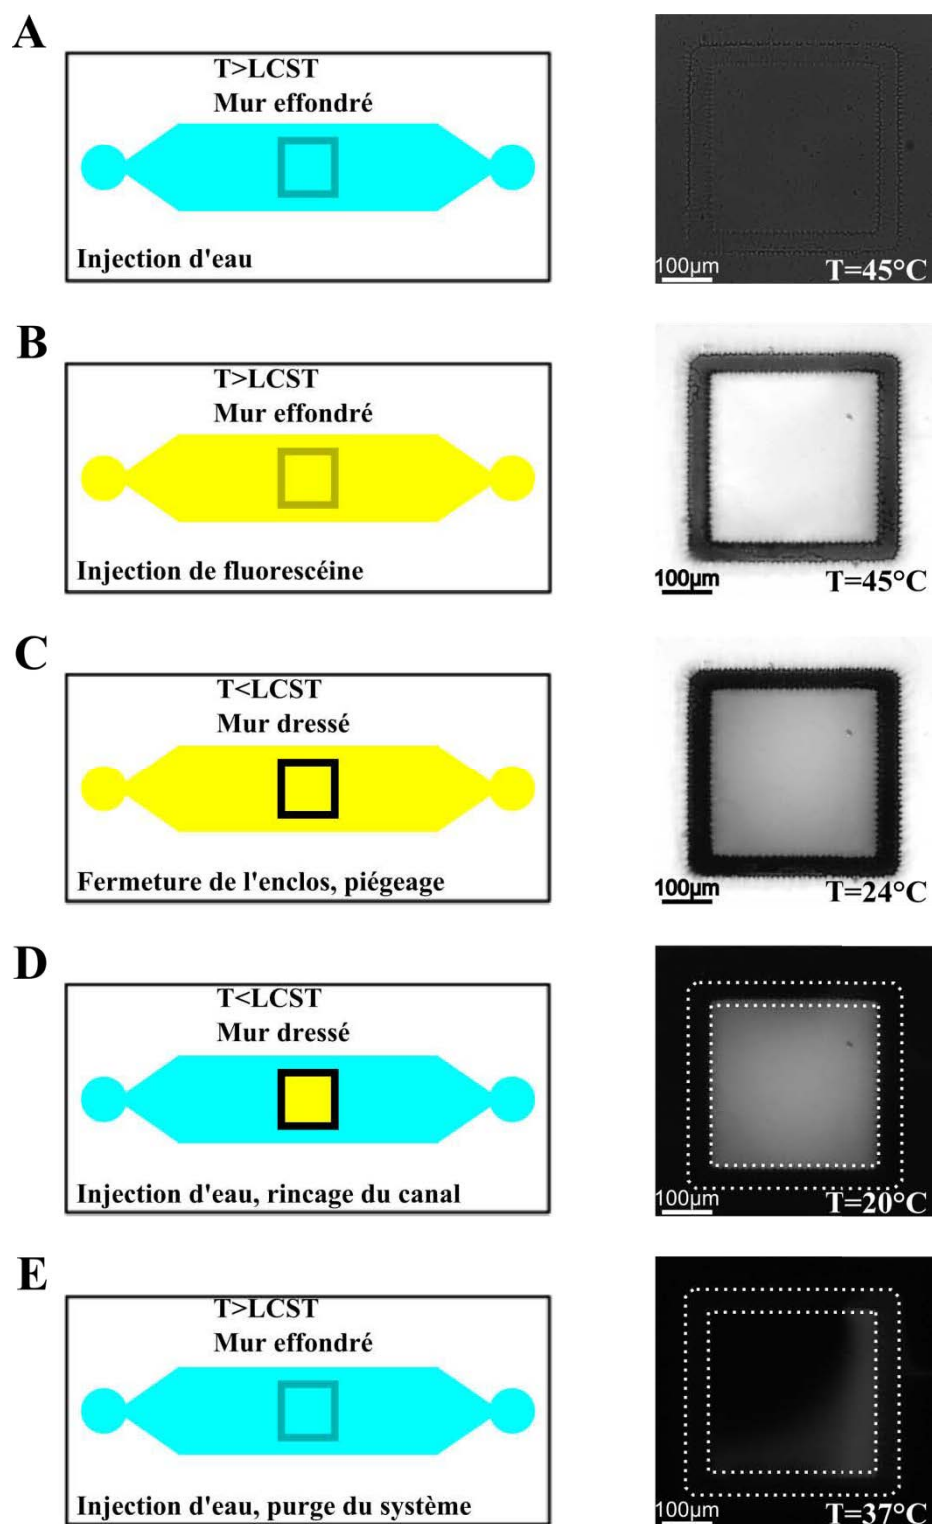 A
T>LCST
Mur effondré
Injection d'eau
100µm
T=45°C
B
T>LCST
Mur effondré
Injection de fluorescéine
100µm
T=45°C
C
T<LCST
Mur dressé
Fermeture de l'enclos, piégeage
100µm
T=24°C
D
T<LCST
Mur dressé
Injection d'eau, rincage du canal
100µm
T=20°C
E
T>LCST
Mur effondré
Injection d'eau, purge du système
100µm
T=37°C